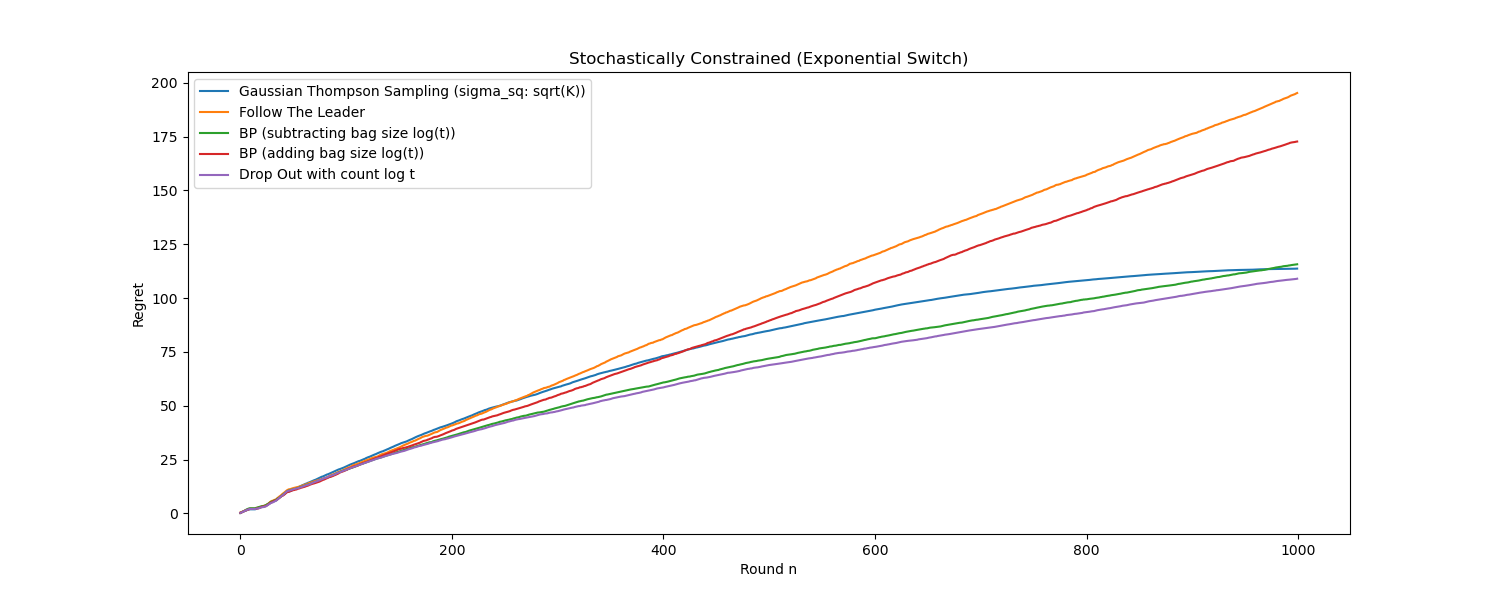 Stochastically Constrained (Exponential Switch)
Gaussian Thompson Sampling (sigma_sq: sqrt(K))
Follow The Leader
BP (subtracting bag size log(t))
BP (adding bag size log(t))
Drop Out with count log t
200
175
150
125
100
75
50
25
0
Regret
0 200 400 600 800 1000
Round n